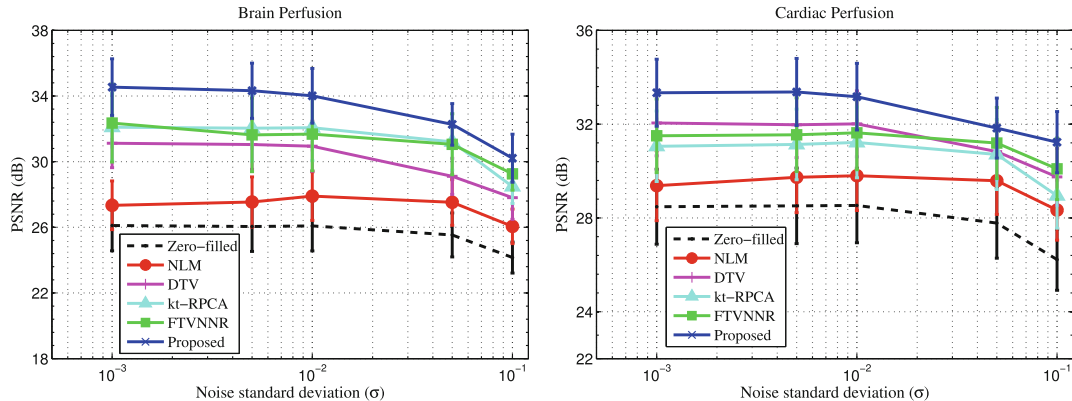 Brain Perfusion
38
34
30
26
22
18
PSNR (dB)
Zero−filled
NLM
DTV
kt−RPCA
FTVNNR
Proposed
10−3
10−2
10−1
Noise standard deviation (σ)
Cardiac Perfusion
36
32
28
24
22
PSNR (dB)
Zero−filled
NLM
DTV
kt−RPCA
FTVNNR
Proposed
10−3
10−2
10−1
Noise standard deviation (σ)